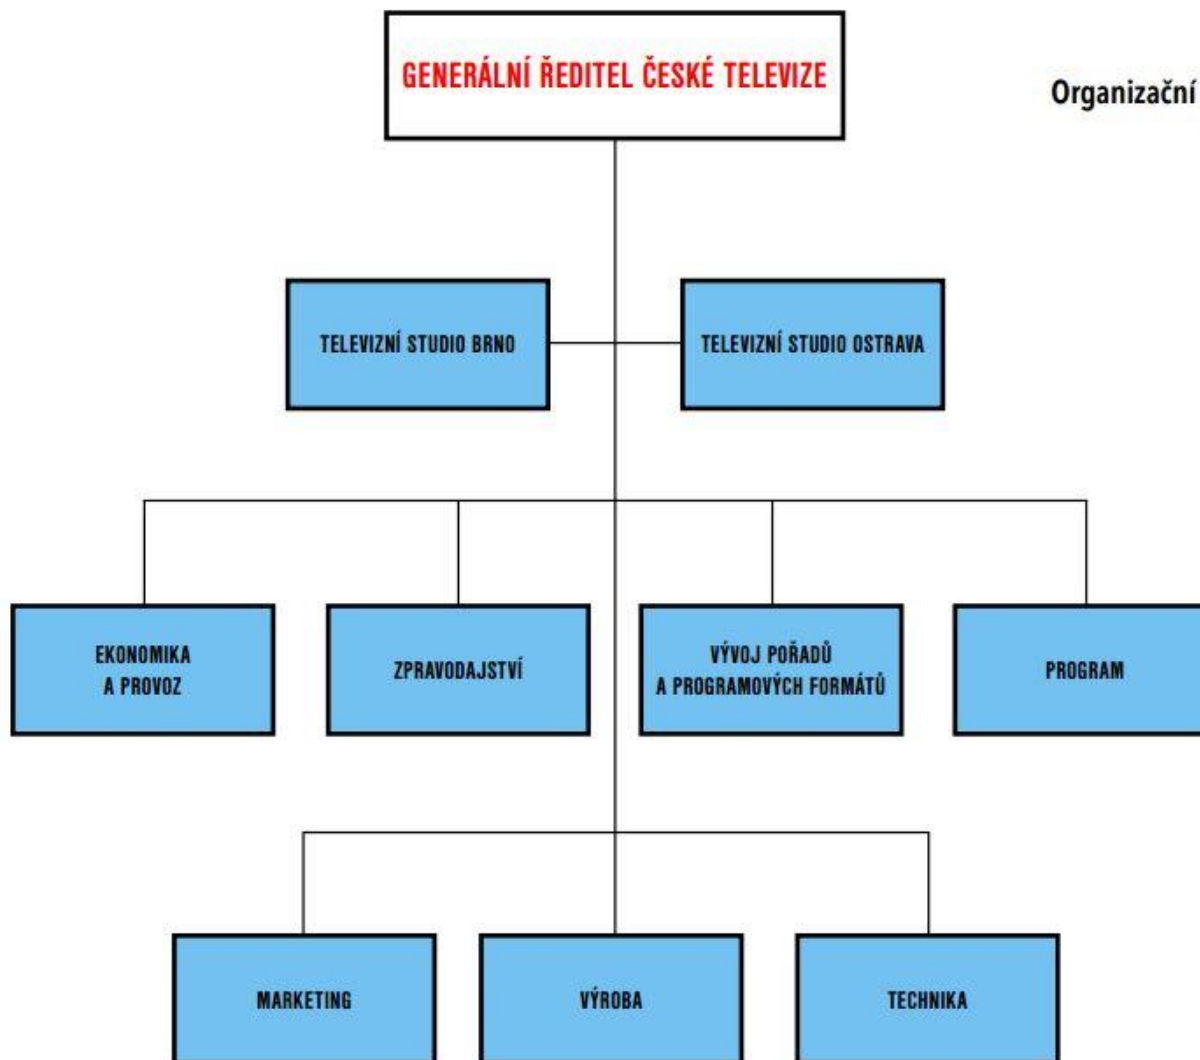 GENERÁLNÍ ŘEDITEL ČESKÉ TELEVIZE
Organizační
TELEVIZNÍ STUDIO BRNO
TELEVIZNÍ STUDIO OSTRAVA
EKONOMIKA
A PROVOZ
ZPRAVODAJSTVÍ
VÝVOJ POŘADŮ
A PROGRAMOVÝCH FORMÁTŮ
PROGRAM
MARKETING
VÝROBA
TECHNIKA